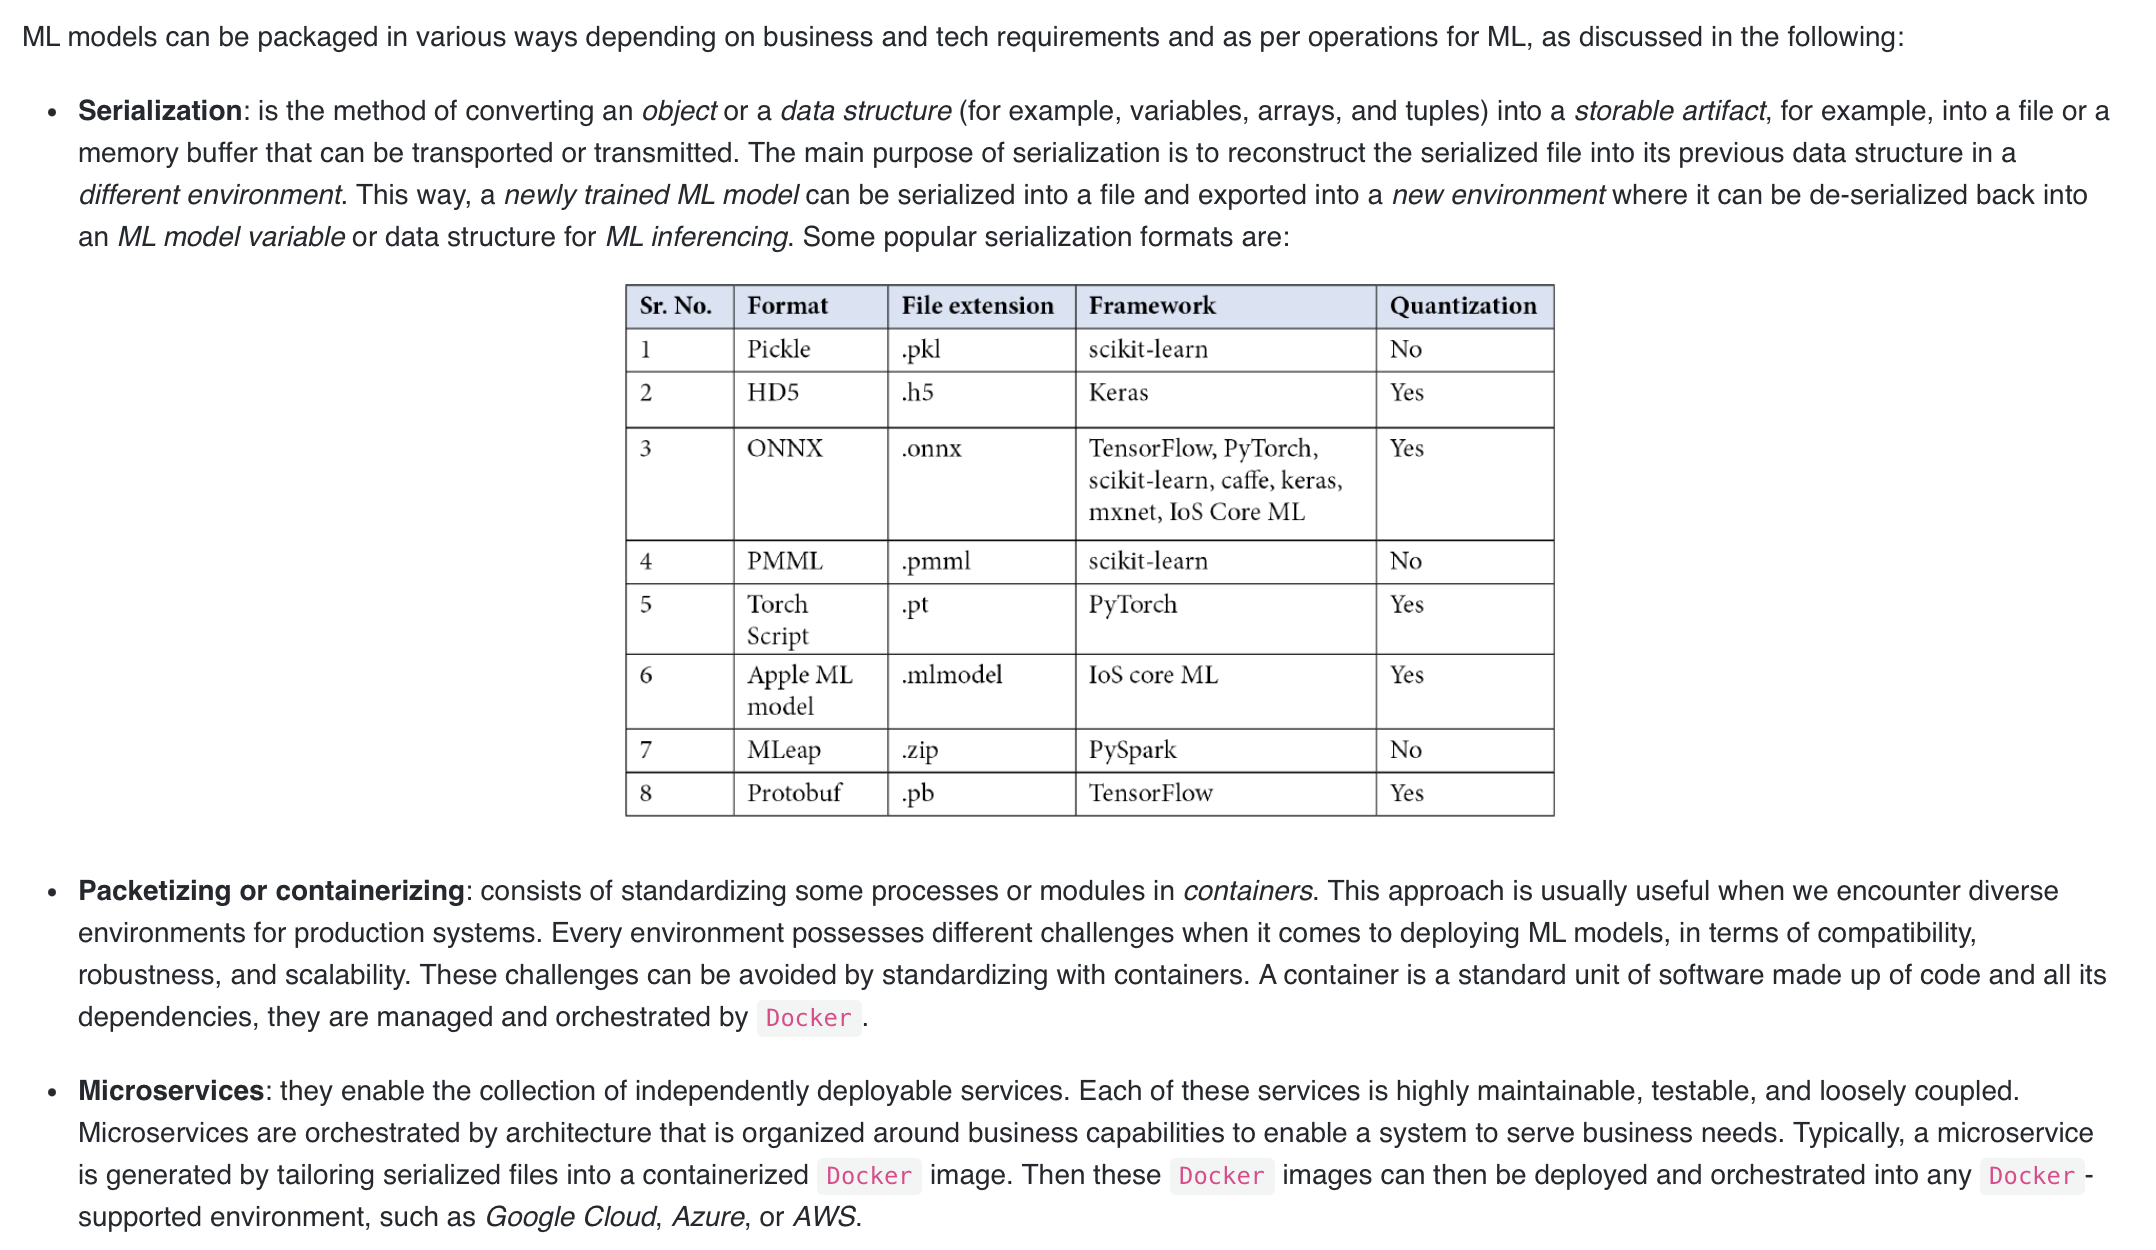 ML models can be packaged in various ways depending on business and tech requirements and as per operations for ML, as discussed in the following:
• Serialization: is the method of converting an object or a data structure (for example, variables, arrays, and tuples) into a storable artifact, for example, into a file or a
memory buffer that can be transported or transmitted. The main purpose of serialization is to reconstruct the serialized file into its previous data structure in a
different environment. This way, a newly trained ML model can be serialized into a file and exported into a new environment where it can be de-serialized back into
an ML model variable or data structure for ML inferencing. Some popular serialization formats are:
Sr. No. Format File extension Framework Quantization
1 Pickle .pkl scikit-learn No
2 HD5 .h5 Keras Yes
3 ONNX .onnx TensorFlow, PyTorch, Yes
scikit-learn, caffe, keras,
mxnet, IoS Core ML
4 PMML .pmml scikit-learn No
5 Torch .pt PyTorch Yes
Script
6 Apple ML .mlmodel IoS core ML Yes
model
7 MLeap .zip PySpark No
8 Protobuf .pb TensorFlow Yes
• Packetizing or containerizing: consists of standardizing some processes or modules in containers. This approach is usually useful when we encounter diverse
environments for production systems. Every environment possesses different challenges when it comes to deploying ML models, in terms of compatibility,
robustness, and scalability. These challenges can be avoided by standardizing with containers. A container is a standard unit of software made up of code and all its
dependencies, they are managed and orchestrated by Docker.
• Microservices: they enable the collection of independently deployable services. Each of these services is highly maintainable, testable, and loosely coupled.
Microservices are orchestrated by architecture that is organized around business capabilities to enable a system to serve business needs. Typically, a microservice
is generated by tailoring serialized files into a containerized Docker image. Then these Docker images can then be deployed and orchestrated into any Docker-
supported environment, such as Google Cloud, Azure, or AWS.